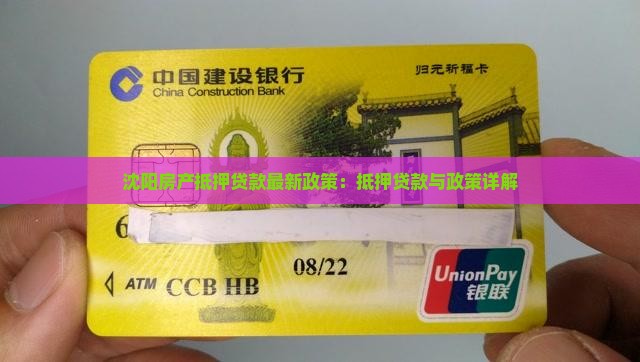 中国建设银行
China Construction Bank
归元祈福卡
沈阳房产抵押贷款最新政策：抵押贷款与政策详解
6
08/22
ATM CCB HB
UnionPay
银联